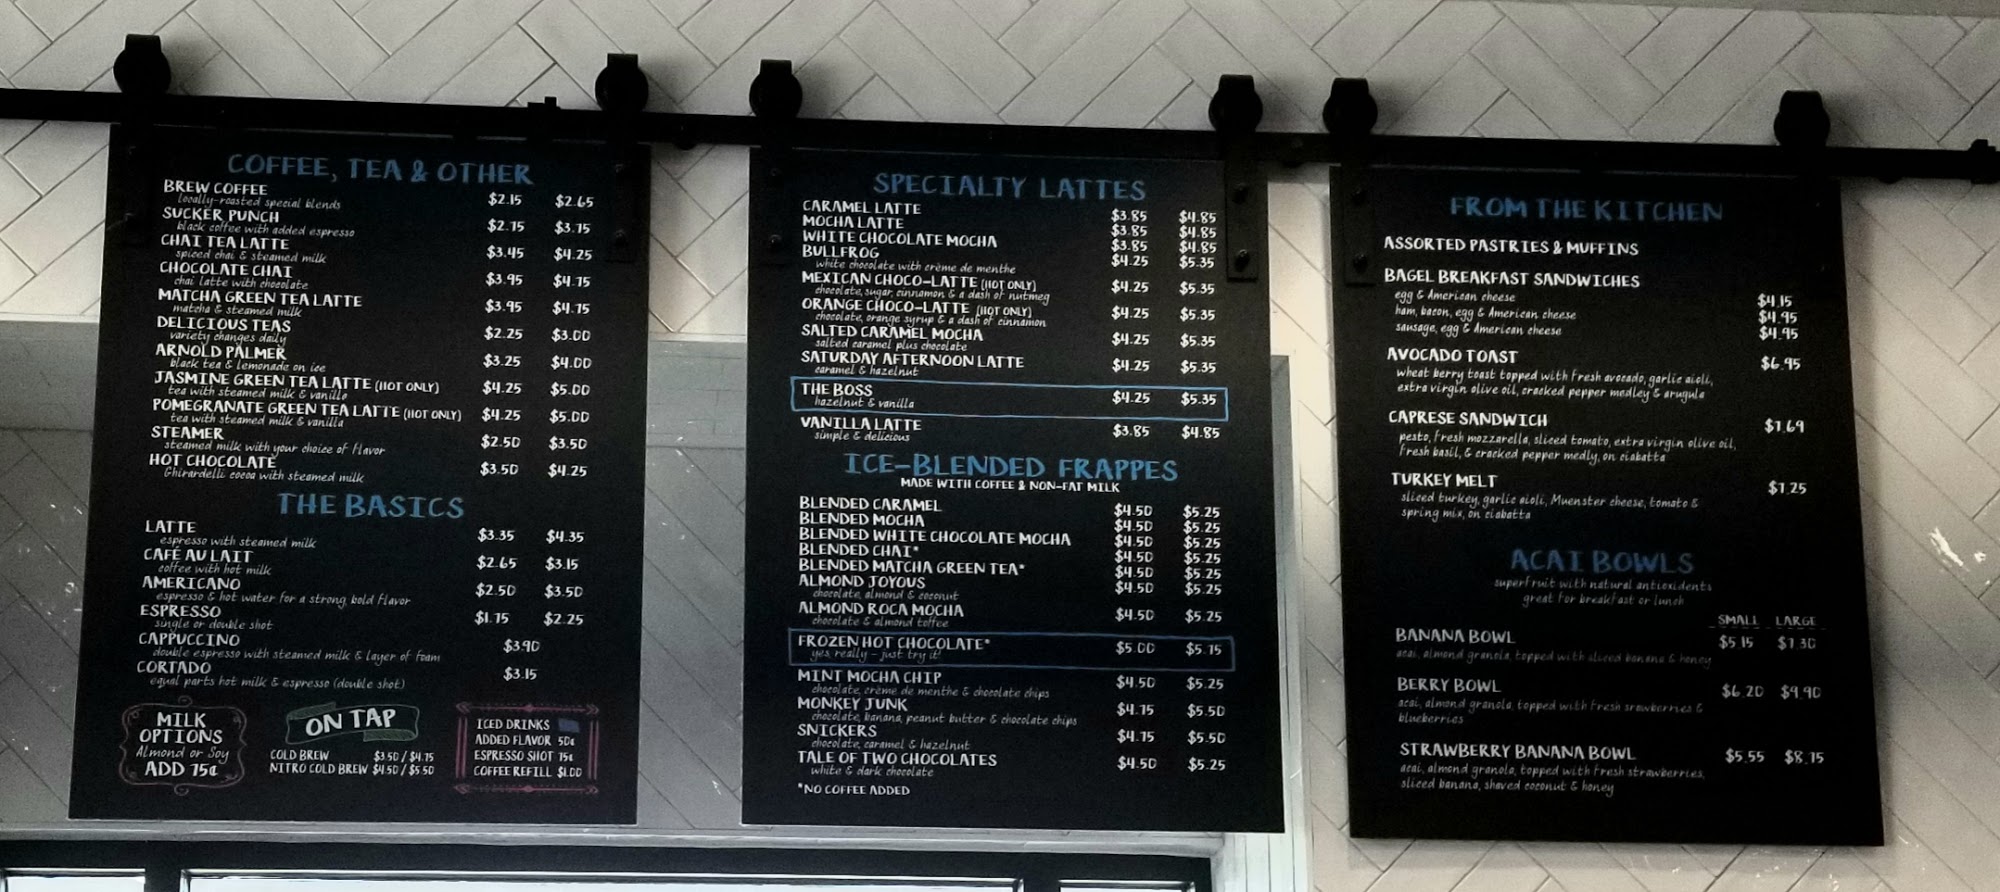 COFFEE, TEA & OTHER
BREW COFFEE $2.15 $2.65
locally-roasted special blends
SUCKER PUNCH $2.75 $3.75
black coffee with added espresso
CHAI TEA LATTE $3.45 $4.25
spiced chai & steamed milk
CHOCOLATE CHAI $3.95 $4.75
chai latte with chocolate
MATCHA GREEN TEA LATTE $3.95 $4.75
matcha & steamed milk
DELICIOUS TEAS $2.25 $3.00
variety changes daily
ARNOLD PALMER $3.25 $4.00
black tea & lemonade on ice
JASMINE GREEN TEA LATTE (HOT ONLY) $4.25 $5.00
tea with steamed milk & vanilla
POMEGRANATE GREEN TEA LATTE (HOT ONLY) $4.25 $5.00
tea with steamed milk & vanilla
STEAMER $2.50 $3.50
steamed milk with your choice of flavor
HOT CHOCOLATE $3.50 $4.25
Ghirardelli cocoa with steamed milk
THE BASICS
LATTE $3.35 $4.35
espresso with steamed milk
CAFÉ AU LAIT $2.65 $3.15
coffee with hot milk
AMERICANO $2.50 $3.50
espresso & hot water for a strong, bold flavor
ESPRESSO $1.75 $2.25
single or double shot
CAPPUCCINO $3.90
double espresso with steamed milk & layer of foam
CORTADO $3.75
equal parts hot milk & espresso (double shot)
MILK
OPTIONS
Almond or Soy
ADD 75¢
ON TAP
COLD BREW $3.50 / $4.75
NITRO COLD BREW $4.50 / $5.50
ICED DRINKS
ADDED FLAVOR 50¢
ESPRESSO SHOT 75¢
COFFEE REFILL $1.00
SPECIALTY LATTES
CARAMEL LATTE $3.85 $4.85
MOCHA LATTE $3.85 $4.85
WHITE CHOCOLATE MOCHA $3.85 $4.85
BULLFROG $4.25 $5.35
white chocolate with crème de menthe
MEXICAN CHOCO-LATTE (HOT ONLY) $4.25 $5.35
chocolate, sugar, cinnamon & a dash of nutmeg
ORANGE CHOCO-LATTE (HOT ONLY) $4.25 $5.35
chocolate, orange syrup & a dash of cinnamon
SALTED CARAMEL MOCHA $4.25 $5.35
salted caramel plus chocolate
SATURDAY AFTERNOON LATTE $4.25 $5.35
caramel & hazelnut
THE BOSS $4.25 $5.35
hazelnut & vanilla
VANILLA LATTE $3.85 $4.85
simple & delicious
ICE-BLENDED FRAPPES
MADE WITH COFFEE & NON-FAT MILK
BLENDED CARAMEL $4.50 $5.25
BLENDED MOCHA $4.50 $5.25
BLENDED WHITE CHOCOLATE MOCHA $4.50 $5.25
BLENDED CHAI* $4.50 $5.25
BLENDED MATCHA GREEN TEA* $4.50 $5.25
ALMOND JOYOUS $4.50 $5.25
chocolate, almond & coconut
ALMOND ROCA MOCHA $4.50 $5.25
chocolate & almond toffee
FROZEN HOT CHOCOLATE* $5.00 $5.75
yes, really – just try it!
MINT MOCHA CHIP $4.50 $5.25
chocolate, crème de menthe & chocolate chips
MONKEY JUNK $4.75 $5.50
chocolate, banana, peanut butter & chocolate chips
SNICKERS $4.75 $5.50
chocolate, caramel & hazelnut
TALE OF TWO CHOCOLATES $4.50 $5.25
white & dark chocolate
*NO COFFEE ADDED
FROM THE KITCHEN
ASSORTED PASTRIES & MUFFINS
BAGEL BREAKFAST SANDWICHES
egg & American cheese $4.15
ham, bacon, egg & American cheese $4.95
sausage, egg & American cheese $4.95
AVOCADO TOAST $6.95
wheat berry toast topped with fresh avocado, garlic aioli,
extra virgin olive oil, cracked pepper medley & arugula
CAPRESE SANDWICH $7.69
pesto, fresh mozzarella, sliced tomato, extra virgin olive oil,
fresh basil, & cracked pepper medly, on ciabatta
TURKEY MELT $7.25
sliced turkey, garlic aioli, Muenster cheese, tomato &
spring mix, on ciabatta
ACAI BOWLS
superfruit with natural antioxidents
great for breakfast or lunch
SMALL LARGE
BANANA BOWL $5.15 $7.30
acai, almond granola, topped with sliced banana & honey
BERRY BOWL $6.20 $9.90
acai, almond granola, topped with fresh srawberries &
blueberries
STRAWBERRY BANANA BOWL $5.55 $8.75
acai, almond granola, topped with fresh strawberries,
sliced banana, shaved coconut & honey